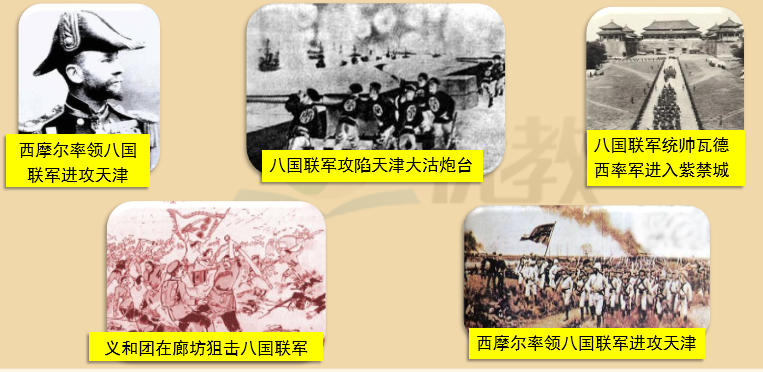 西摩尔率领八国
联军进攻天津
八国联军攻陷天津大沽炮台
八国联军统帅瓦德
西率军进入紫禁城
义和团在廊坊狙击八国联军
西摩尔率领八国联军进攻天津